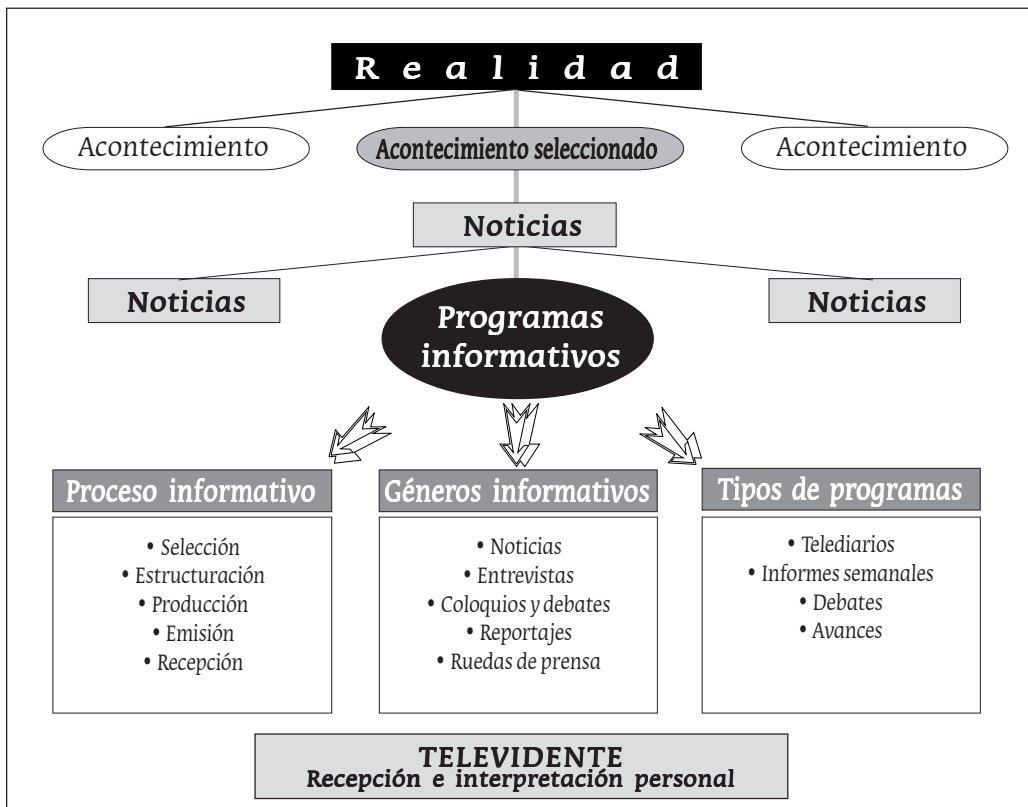 Realidad
Acontecimiento
Acontecimiento seleccionado
Acontecimiento
Noticias
Noticias
Noticias
Programas
informativos
Proceso informativo
• Selección
• Estructuración
• Producción
• Emisión
• Recepción
Géneros informativos
• Noticias
• Entrevistas
• Coloquios y debates
• Reportajes
• Ruedas de prensa
Tipos de programas
• Telediarios
• Informes semanales
• Debates
• Avances
TELEVIDENTE
Recepción e interpretación personal